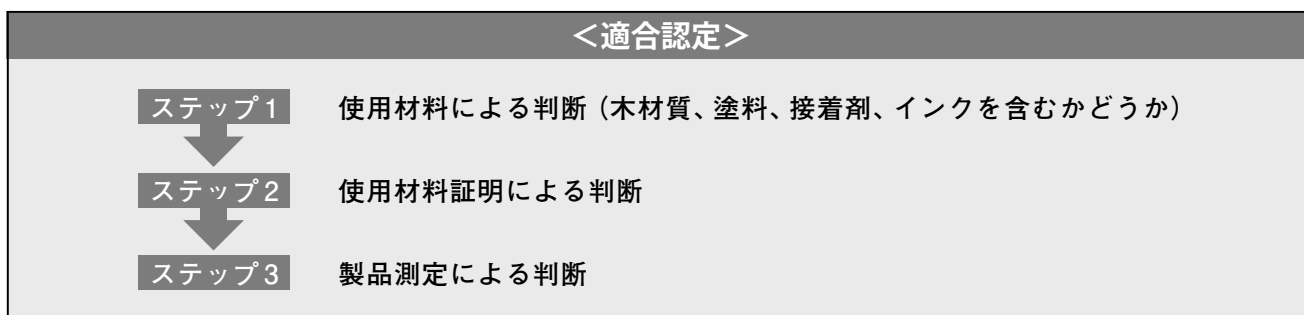 ＜適合認定＞
ステップ1 使用材料による判断（木材質、塗料、接着剤、インクを含むかどうか）
ステップ2 使用材料証明による判断
ステップ3 製品測定による判断